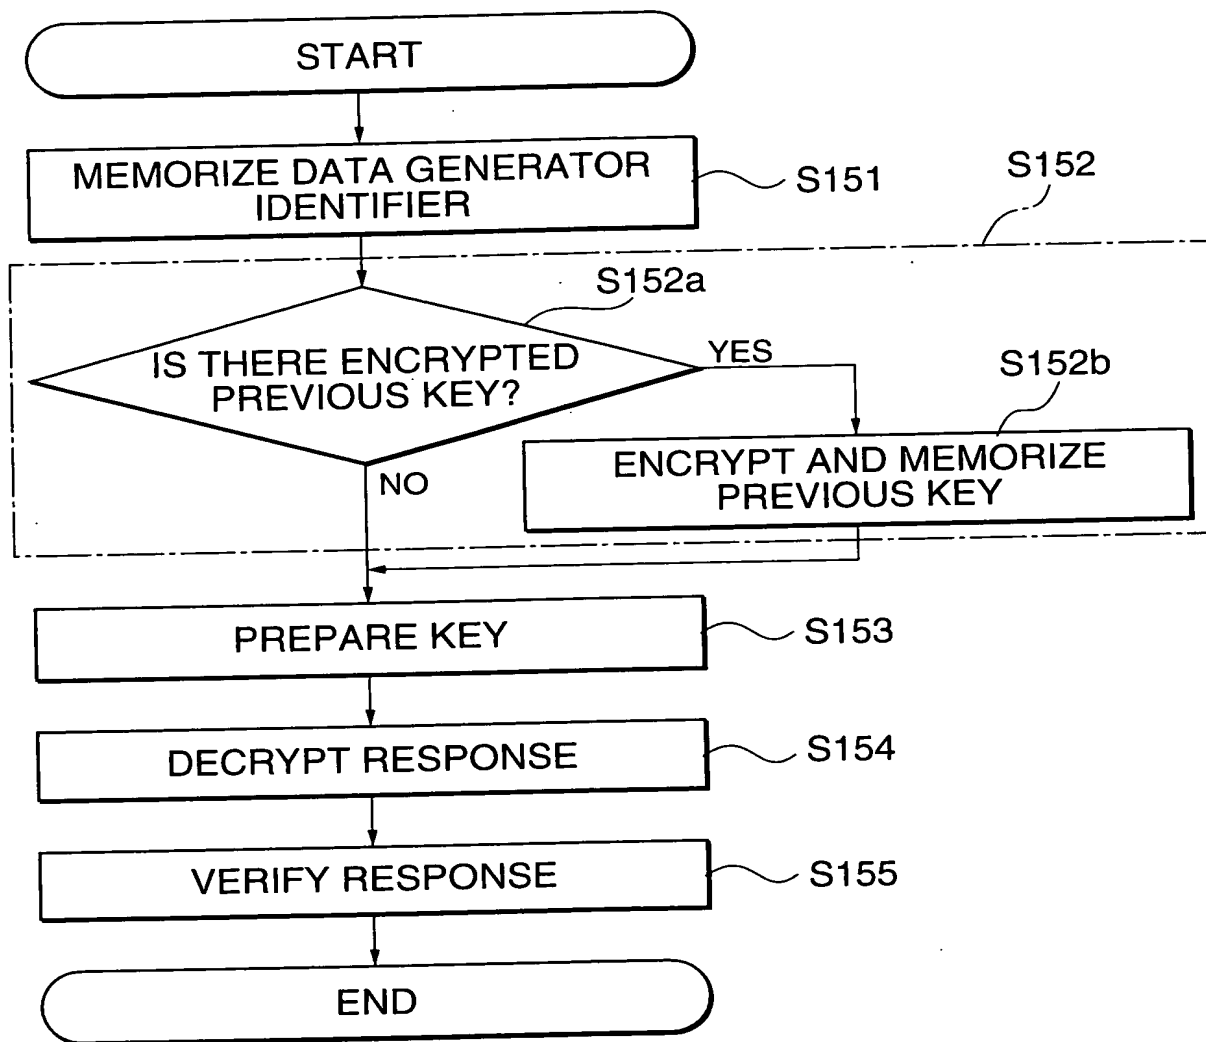 START
MEMORIZE DATA GENERATOR
IDENTIFIER
S151
S152
S152a
IS THERE ENCRYPTED
PREVIOUS KEY?
YES
NO
S152b
ENCRYPT AND MEMORIZE
PREVIOUS KEY
PREPARE KEY
S153
DECRYPT RESPONSE
S154
VERIFY RESPONSE
S155
END